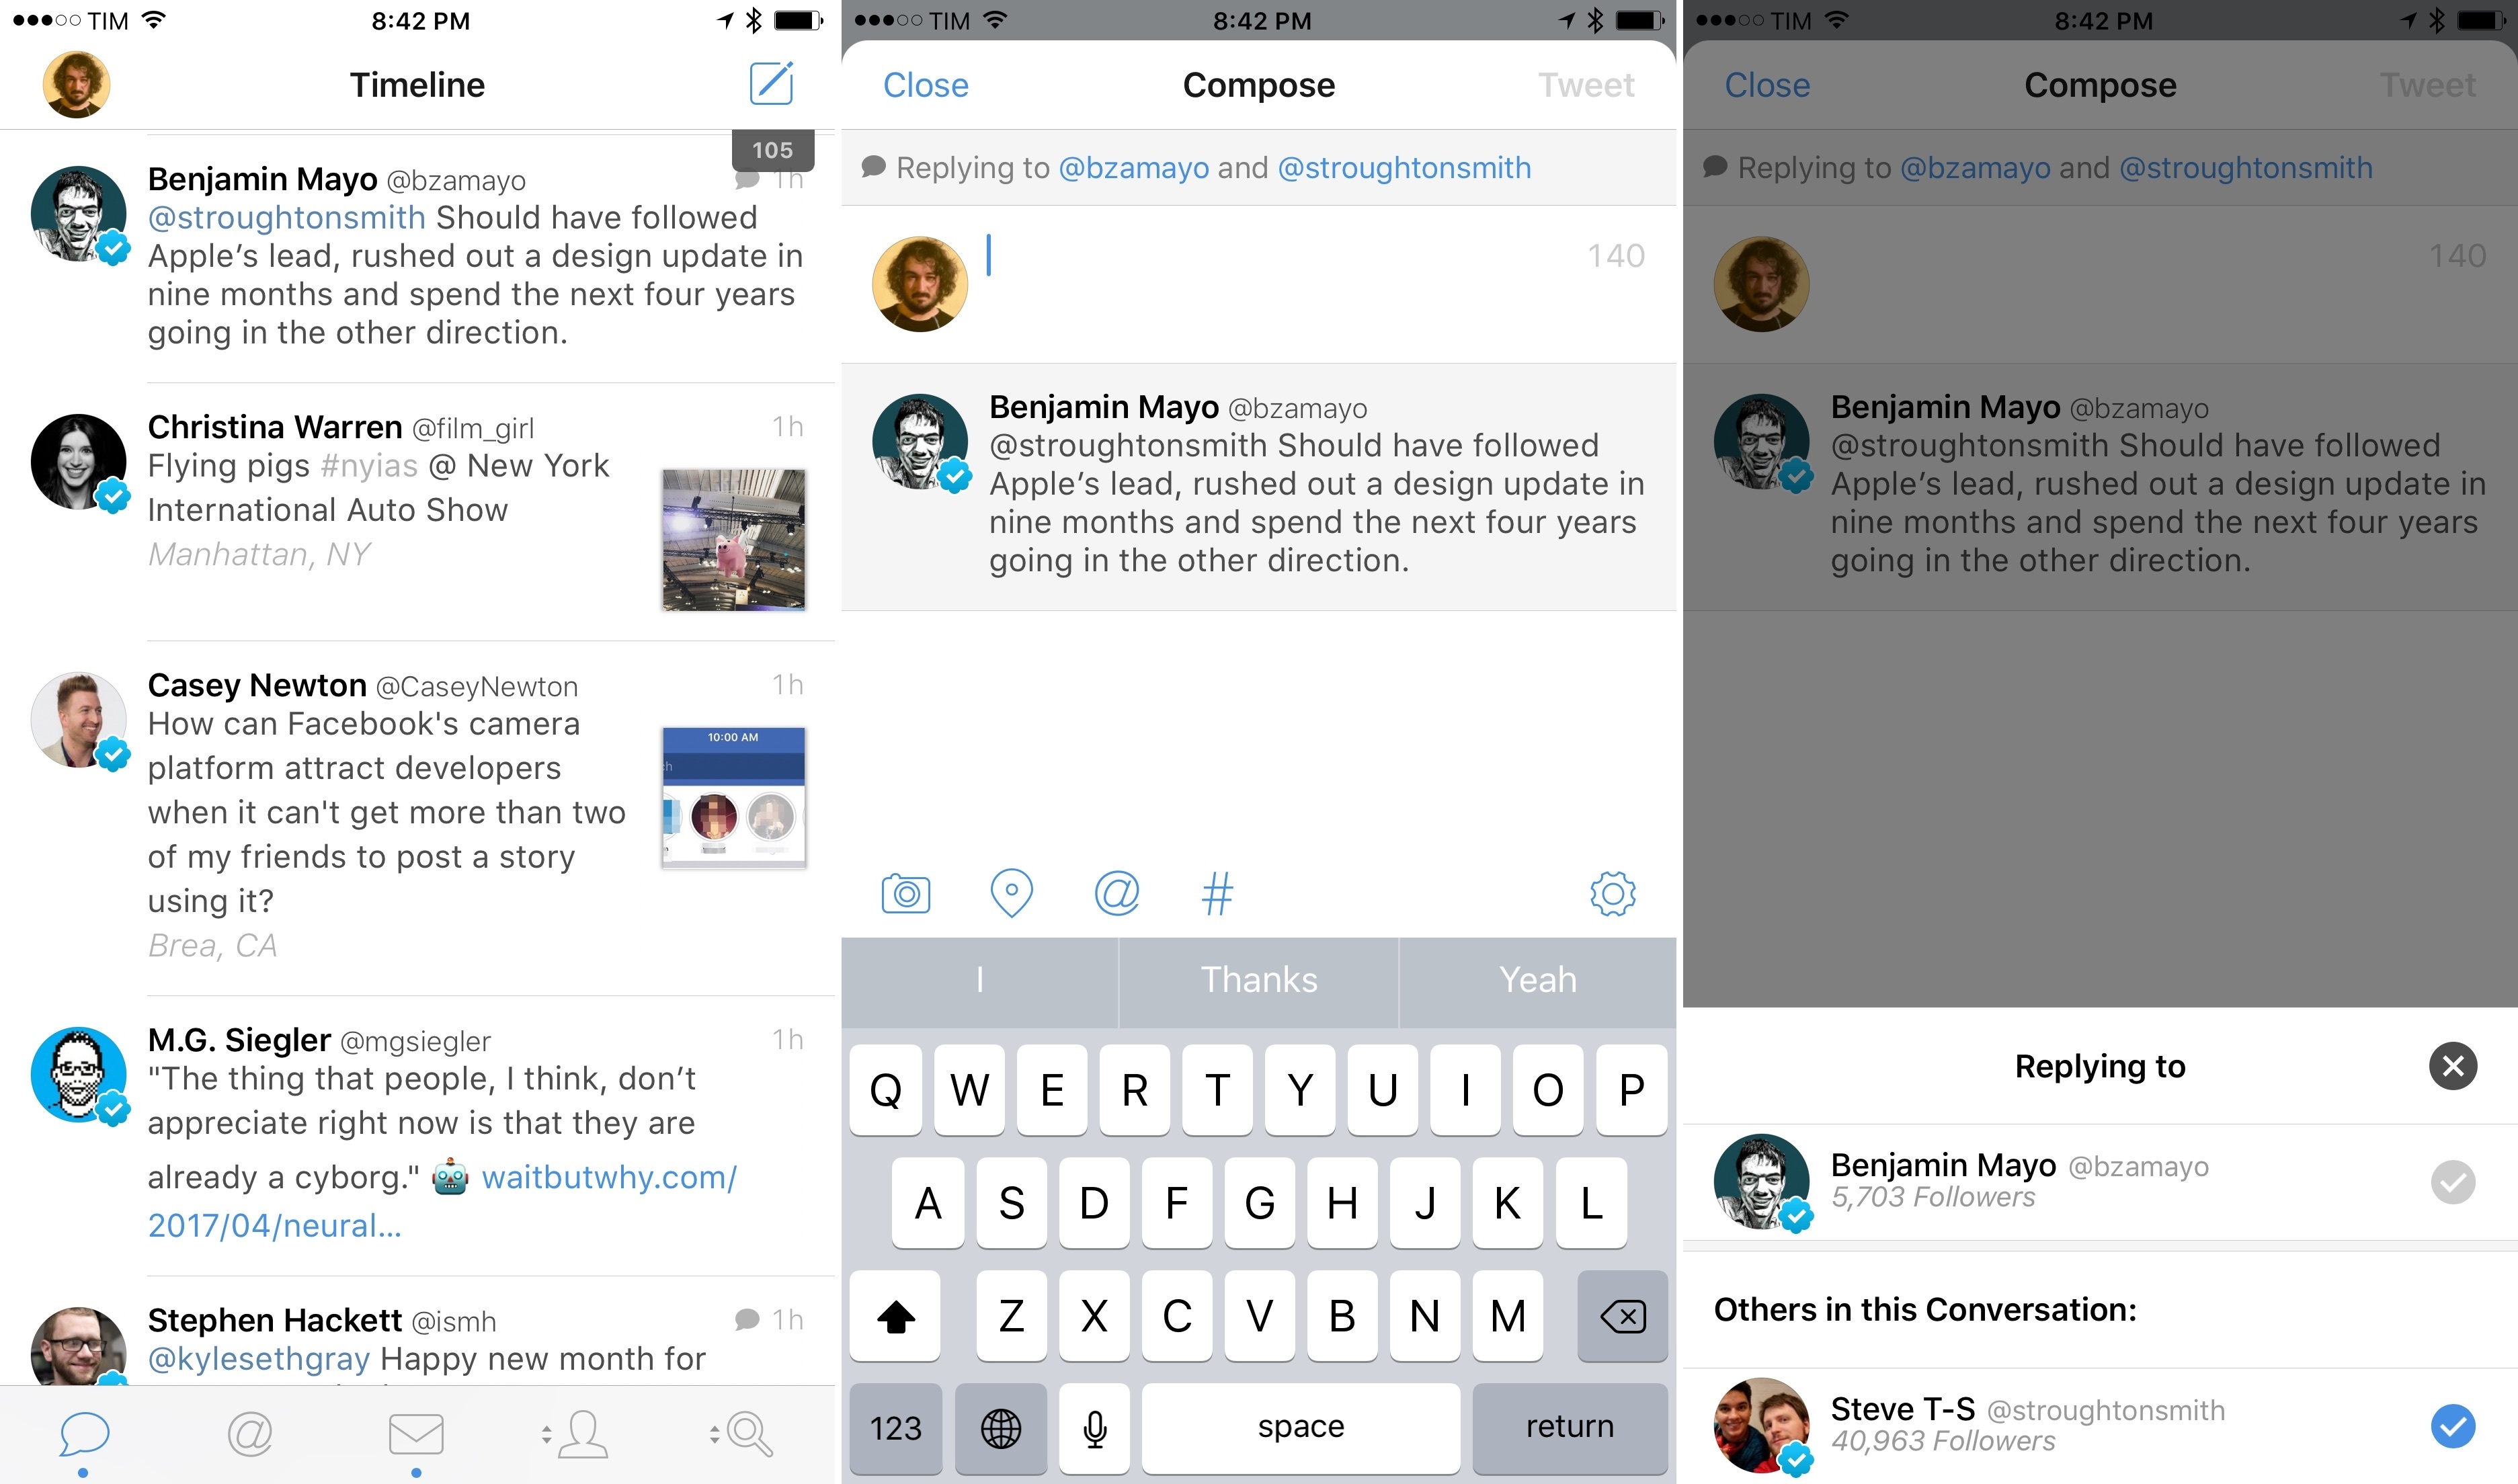 TIM
8:42 PM
Timeline
105
Benjamin Mayo @bzamayo
1h
@stroughtonsmith Should have followed
Apple’s lead, rushed out a design update in
nine months and spend the next four years
going in the other direction.
Christina Warren @film_girl
1h
Flying pigs #nyias @ New York
International Auto Show
Manhattan, NY
Casey Newton @CaseyNewton
1h
How can Facebook's camera
platform attract developers
when it can't get more than two
of my friends to post a story
using it?
Brea, CA
10:00 AM
M.G. Siegler @mgsiegler
1h
"The thing that people, I think, don’t
appreciate right now is that they are
already a cyborg." 🤖 waitbutwhy.com/
2017/04/neural...
Stephen Hackett @ismh
1h
@kylesethgray Happy new month for
TIM
8:42 PM
Close
Compose
Tweet
Replying to @bzamayo and @stroughtonsmith
140
Benjamin Mayo @bzamayo
@stroughtonsmith Should have followed
Apple’s lead, rushed out a design update in
nine months and spend the next four years
going in the other direction.
I Thanks Yeah
Q W E R T Y U I O P
A S D F G H J K L
Z X C V B N M
123 space return
TIM
8:42 PM
Close
Compose
Tweet
Replying to @bzamayo and @stroughtonsmith
140
Benjamin Mayo @bzamayo
@stroughtonsmith Should have followed
Apple’s lead, rushed out a design update in
nine months and spend the next four years
going in the other direction.
Replying to
Benjamin Mayo @bzamayo
5,703 Followers
Others in this Conversation:
Steve T-S @stroughtonsmith
40,963 Followers